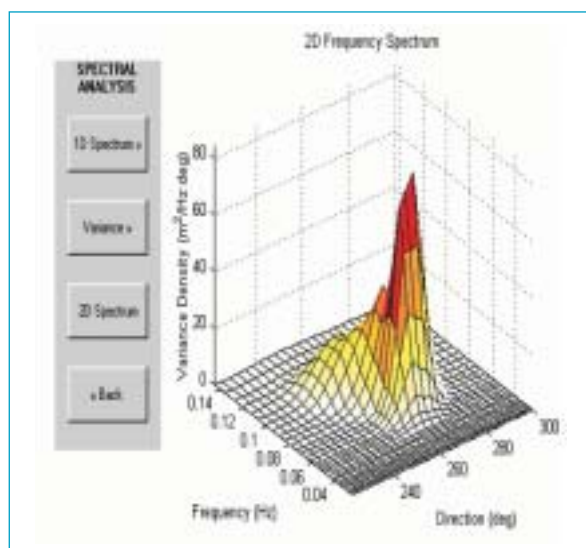 2D Frequency Spectrum
SPECTRAL
ANALYSIS
1D Spectrum »
Variance »
2D Spectrum
« Back
Variance Density (m²/Hz deg)
80
60
40
20
0
0.14
0.12
0.1
0.08
0.06
0.04
Frequency (Hz)
240
260
280
300
Direction (deg)